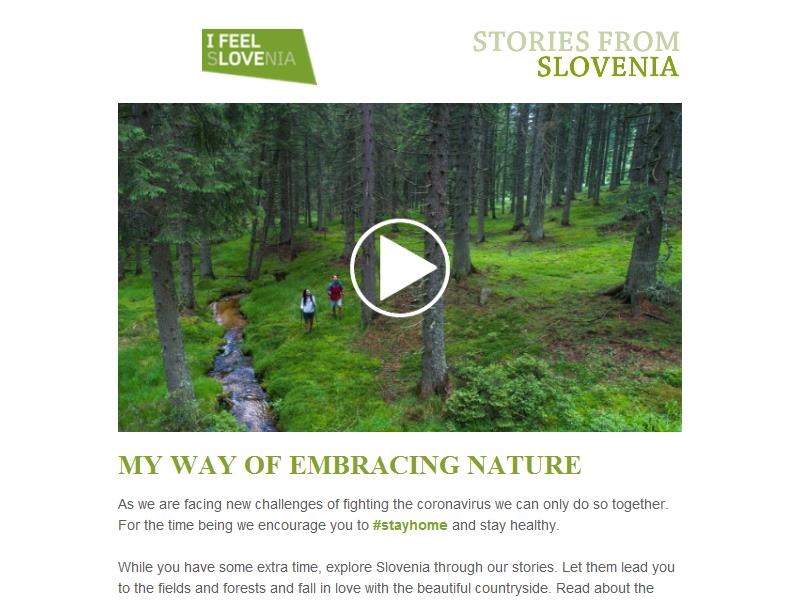 I FEEL
SLOVENIA
STORIES FROM
SLOVENIA
MY WAY OF EMBRACING NATURE
As we are facing new challenges of fighting the coronavirus we can only do so together.
For the time being we encourage you to #stayhome and stay healthy.
While you have some extra time, explore Slovenia through our stories. Let them lead you
to the fields and forests and fall in love with the beautiful countryside. Read about the